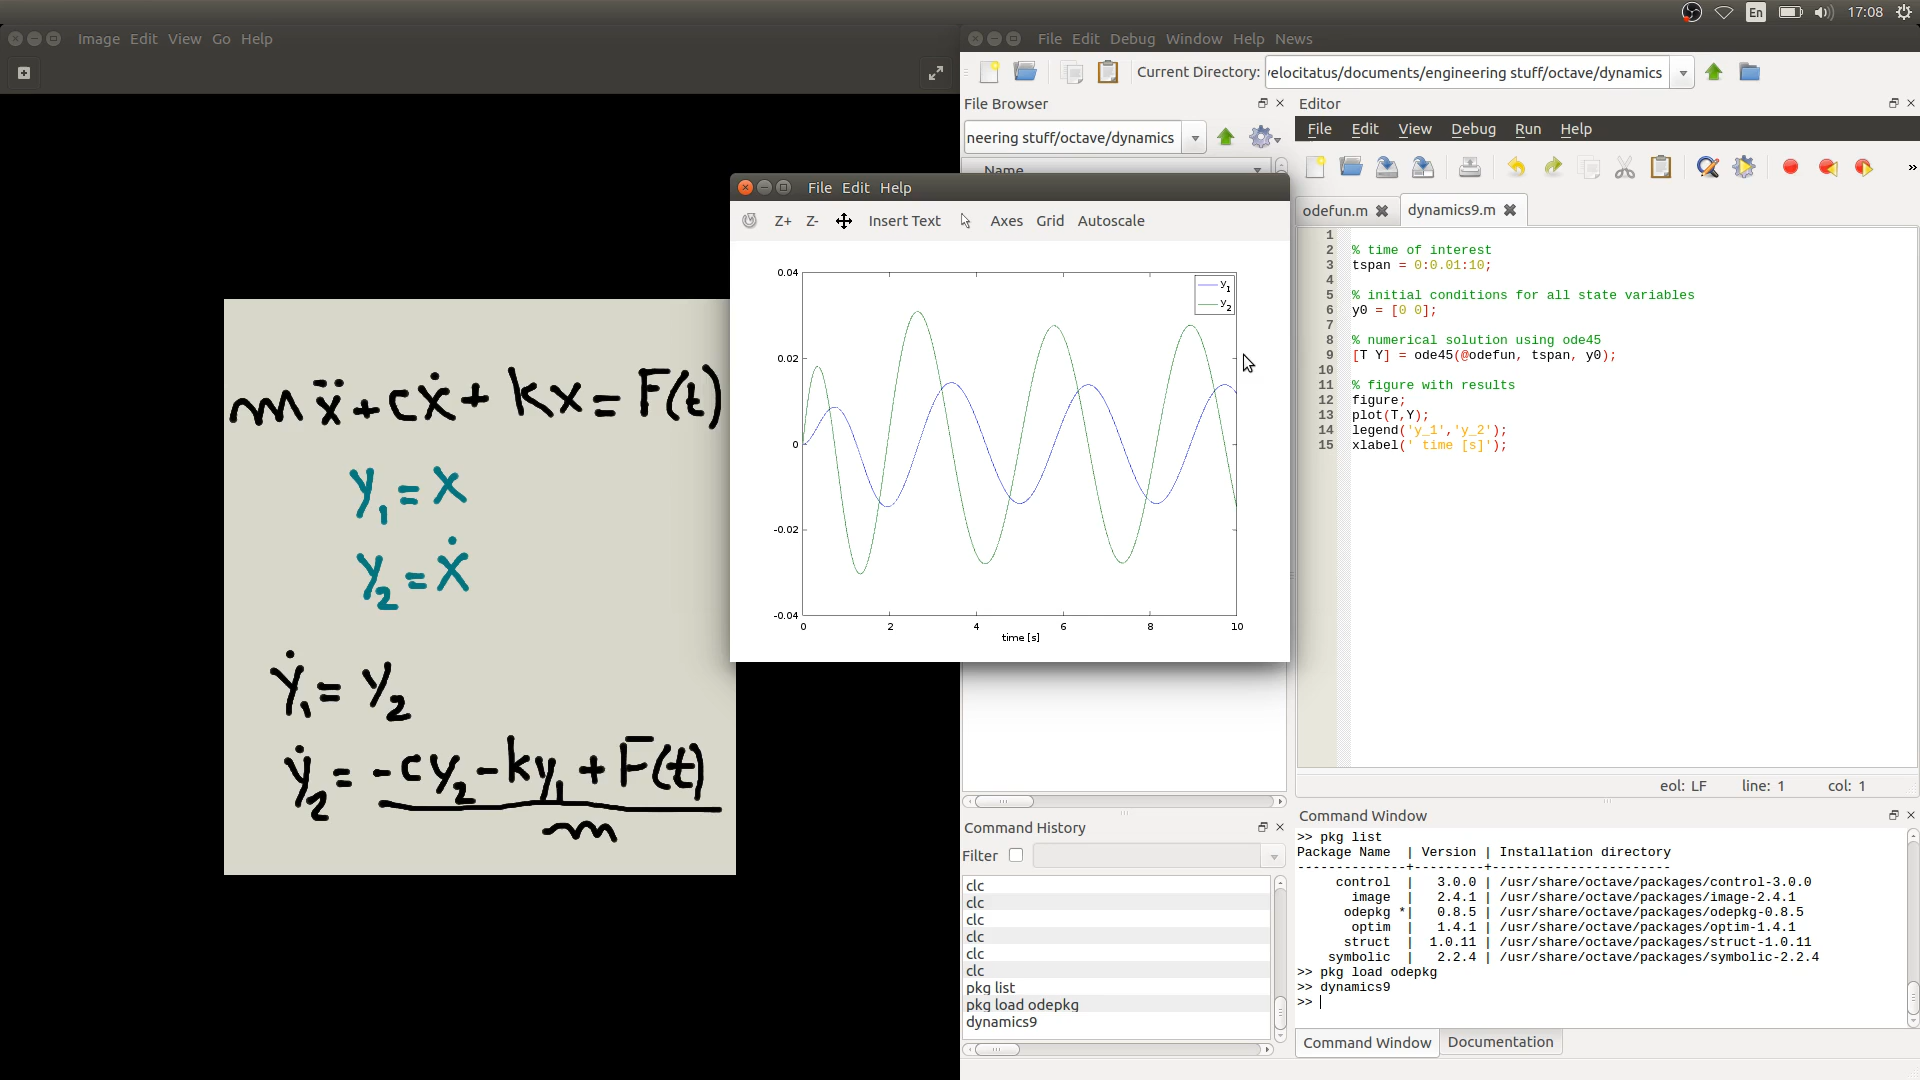 En 17:08
Image Edit View Go Help
File Edit Debug Window Help News
Current Directory: elocitatus/documents/engineering stuff/octave/dynamics
File Browser
neering stuff/octave/dynamics
Name
Editor
File Edit View Debug Run Help
odefun.m dynamics9.m
1
2 % time of interest
3 tspan = 0:0.01:10;
4
5 % initial conditions for all state variables
6 y0 = [0 0];
7
8 % numerical solution using ode45
9 [T Y] = ode45(@odefun, tspan, y0);
10
11 % figure with results
12 figure;
13 plot(T,Y);
14 legend('y_1','y_2');
15 xlabel(' time [s]');
eol: LF line: 1 col: 1
File Edit Help
Z+ Z- Insert Text Axes Grid Autoscale
0.04
0.02
0
-0.02
-0.04
0 2 4 6 8 10
time [s]
y1
y2
mẍ + cẋ + kx = F(t)
y₁ = x
y₂ = ẋ
ẏ₁ = y₂
ẏ₂ = -cy₂ - ky₁ + F(t)
m
Command History
Filter
clc
clc
clc
clc
clc
clc
pkg list
pkg load odepkg
dynamics9
Command Window
>> pkg list
Package Name | Version | Installation directory
--------------+---------+-----------------------
control | 3.0.0 | /usr/share/octave/packages/control-3.0.0
image | 2.4.1 | /usr/share/octave/packages/image-2.4.1
odepkg *| 0.8.5 | /usr/share/octave/packages/odepkg-0.8.5
optim | 1.4.1 | /usr/share/octave/packages/optim-1.4.1
struct | 1.0.11 | /usr/share/octave/packages/struct-1.0.11
symbolic | 2.2.4 | /usr/share/octave/packages/symbolic-2.2.4
>> pkg load odepkg
>> dynamics9
>>
Command Window Documentation